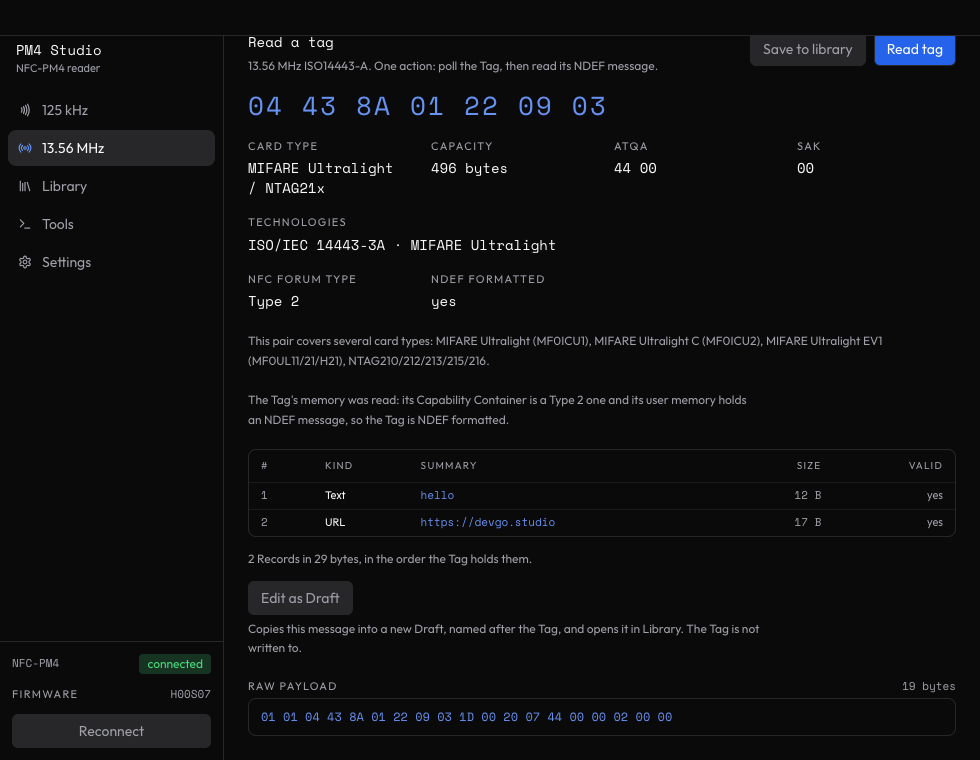 PM4 Studio
NFC-PM4 reader
125 kHz
13.56 MHz
Library
Tools
Settings
NFC-PM4
connected
FIRMWARE
H00S07
Reconnect
Read a tag
13.56 MHz ISO14443-A. One action: poll the Tag, then read its NDEF message.
Save to library
Read tag
04 43 8A 01 22 09 03
CARD TYPE
MIFARE Ultralight
/ NTAG21x
CAPACITY
496 bytes
ATQA
44 00
SAK
00
TECHNOLOGIES
ISO/IEC 14443-3A · MIFARE Ultralight
NFC FORUM TYPE
Type 2
NDEF FORMATTED
yes
This pair covers several card types: MIFARE Ultralight (MF0ICU1), MIFARE Ultralight C (MF0ICU2), MIFARE Ultralight EV1
(MF0UL11/21/H21), NTAG210/212/213/215/216.
The Tag's memory was read: its Capability Container is a Type 2 one and its user memory holds
an NDEF message, so the Tag is NDEF formatted.
# KIND SUMMARY SIZE VALID
1 Text hello 12 B yes
2 URL https://devgo.studio 17 B yes
2 Records in 29 bytes, in the order the Tag holds them.
Edit as Draft
Copies this message into a new Draft, named after the Tag, and opens it in Library. The Tag is not
written to.
RAW PAYLOAD
19 bytes
01 01 04 43 8A 01 22 09 03 1D 00 20 07 44 00 00 02 00 00